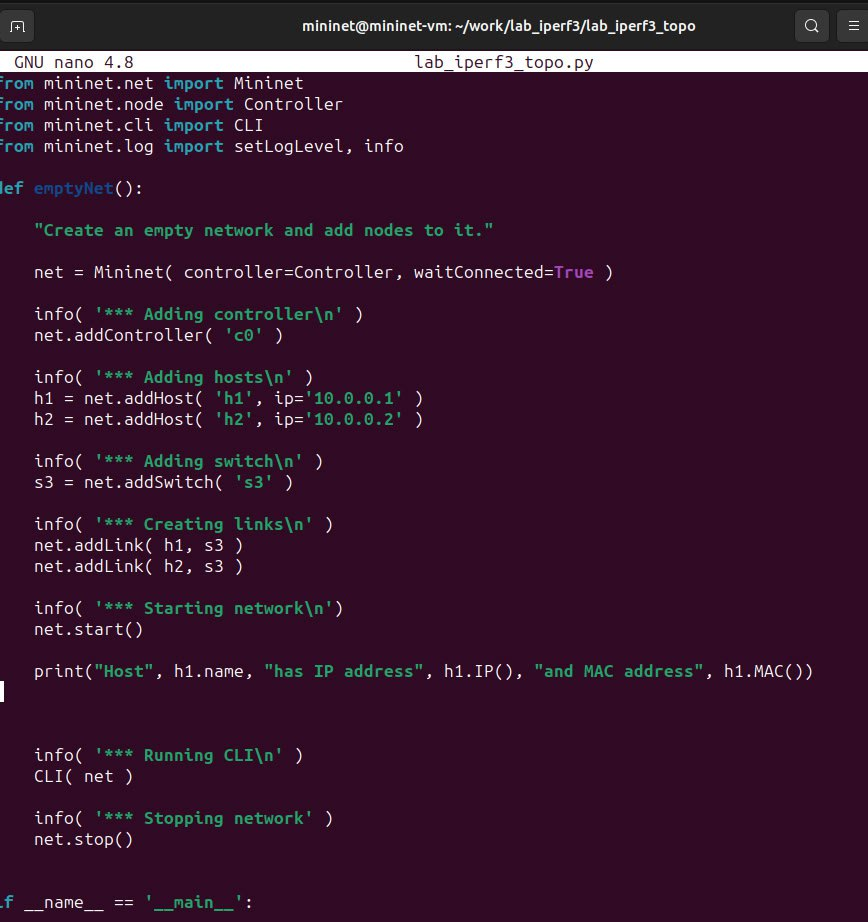 mininet@mininet-vm: ~/work/lab_iperf3/lab_iperf3_topo
GNU nano 4.8 lab_iperf3_topo.py
from mininet.net import Mininet
from mininet.node import Controller
from mininet.cli import CLI
from mininet.log import setLogLevel, info
def emptyNet():
"Create an empty network and add nodes to it."
net = Mininet( controller=Controller, waitConnected=True )
info( '*** Adding controller\n' )
net.addController( 'c0' )
info( '*** Adding hosts\n' )
h1 = net.addHost( 'h1', ip='10.0.0.1' )
h2 = net.addHost( 'h2', ip='10.0.0.2' )
info( '*** Adding switch\n' )
s3 = net.addSwitch( 's3' )
info( '*** Creating links\n' )
net.addLink( h1, s3 )
net.addLink( h2, s3 )
info( '*** Starting network\n')
net.start()
print("Host", h1.name, "has IP address", h1.IP(), "and MAC address", h1.MAC())
info( '*** Running CLI\n' )
CLI( net )
info( '*** Stopping network' )
net.stop()
if __name__ == '__main__':